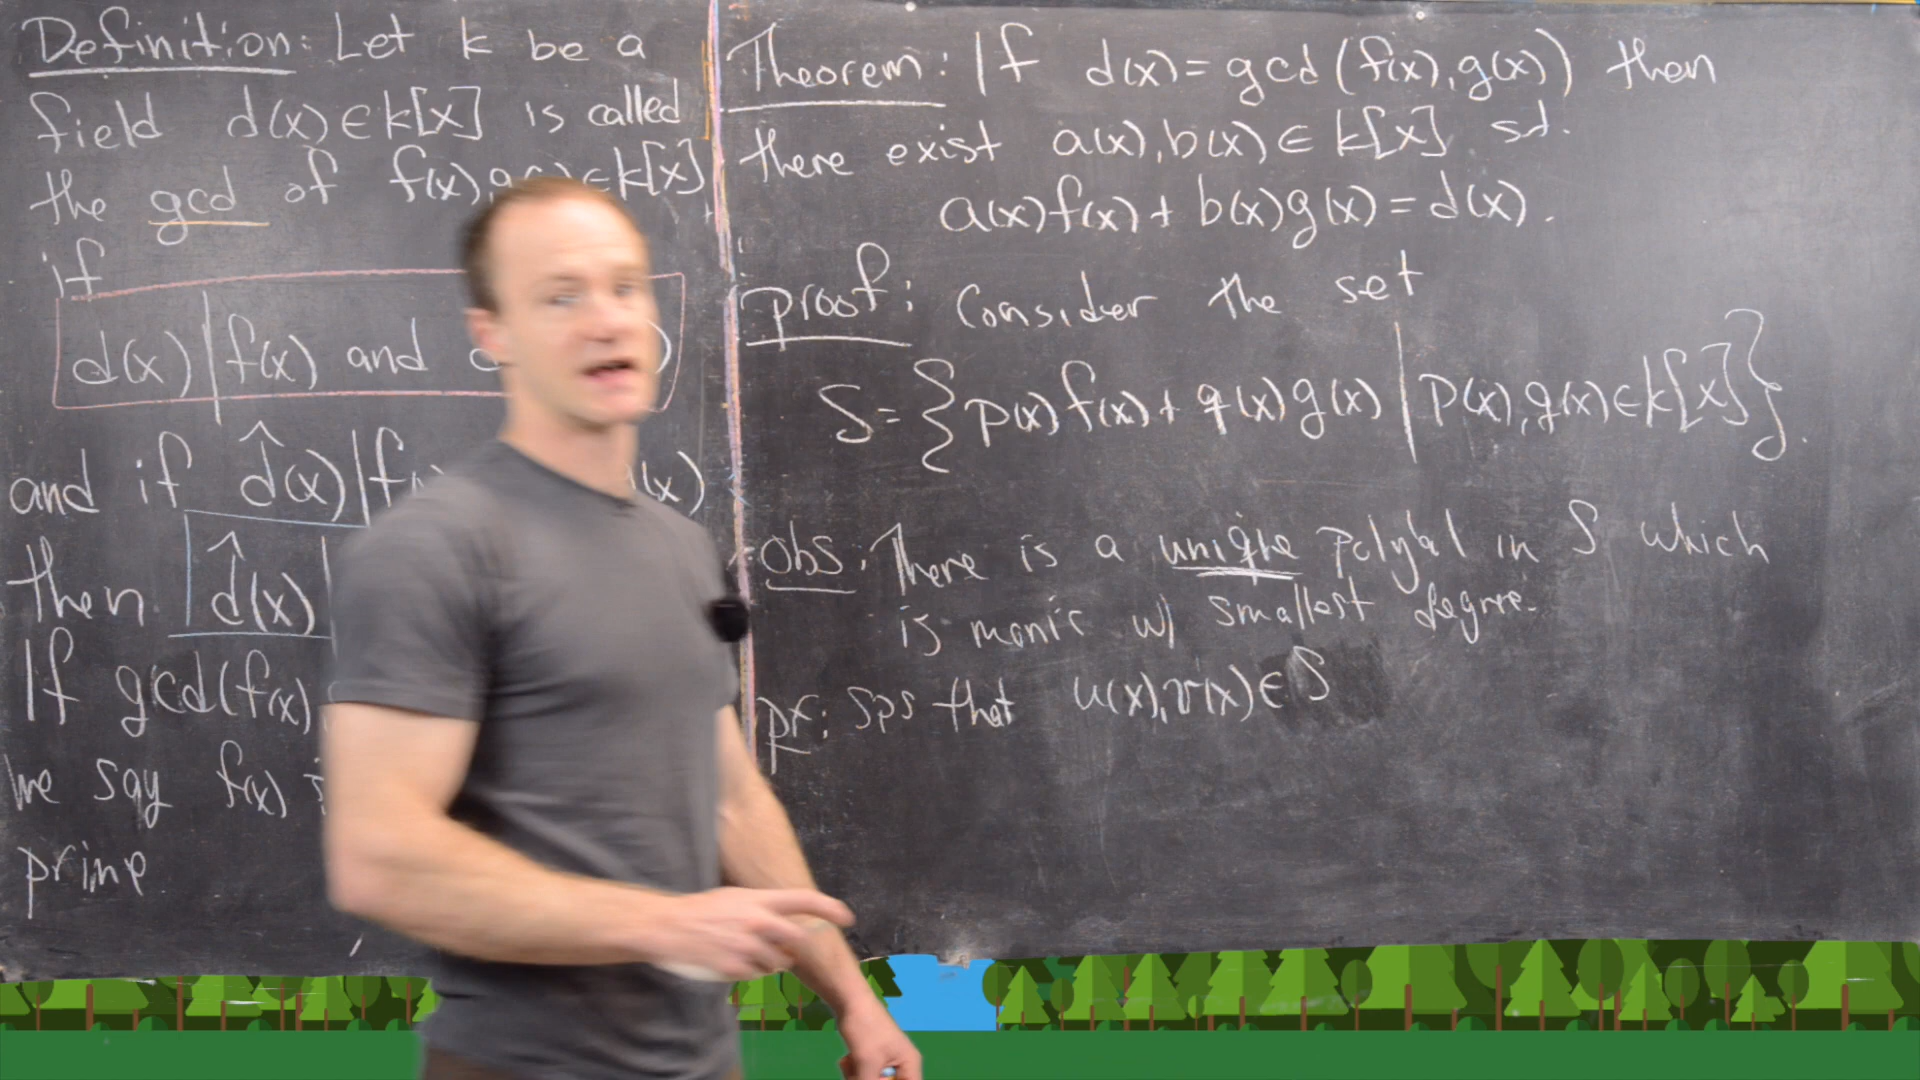 Definition: Let k be a
field d(x)∈k[x] is called
the gcd of f(x),g(x)∈k[x]
if
d(x)|f(x) and
and if d̂(x)|f(x)
then d̂(x)|
If gcd(f(x)
we say f(x)
prime
Theorem: If d(x)=gcd(f(x),g(x)) then
there exist a(x),b(x)∈k[x] st.
a(x)f(x)+b(x)g(x)=d(x).
proof: Consider the set
S={p(x)f(x)+q(x)g(x)|p(x),g(x)∈k[x]}.
Obs: There is a unique in S which
is monic w/ smallest degree.
pf: sps that u(x),v(x)∈S